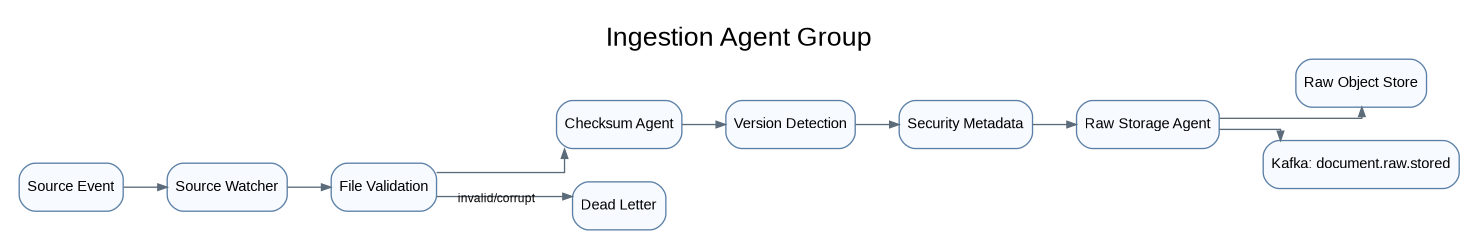 Ingestion Agent Group
Source Event
Source Watcher
File Validation
invalid/corrupt
Dead Letter
Checksum Agent
Version Detection
Security Metadata
Raw Storage Agent
Raw Object Store
Kafka: document.raw.stored